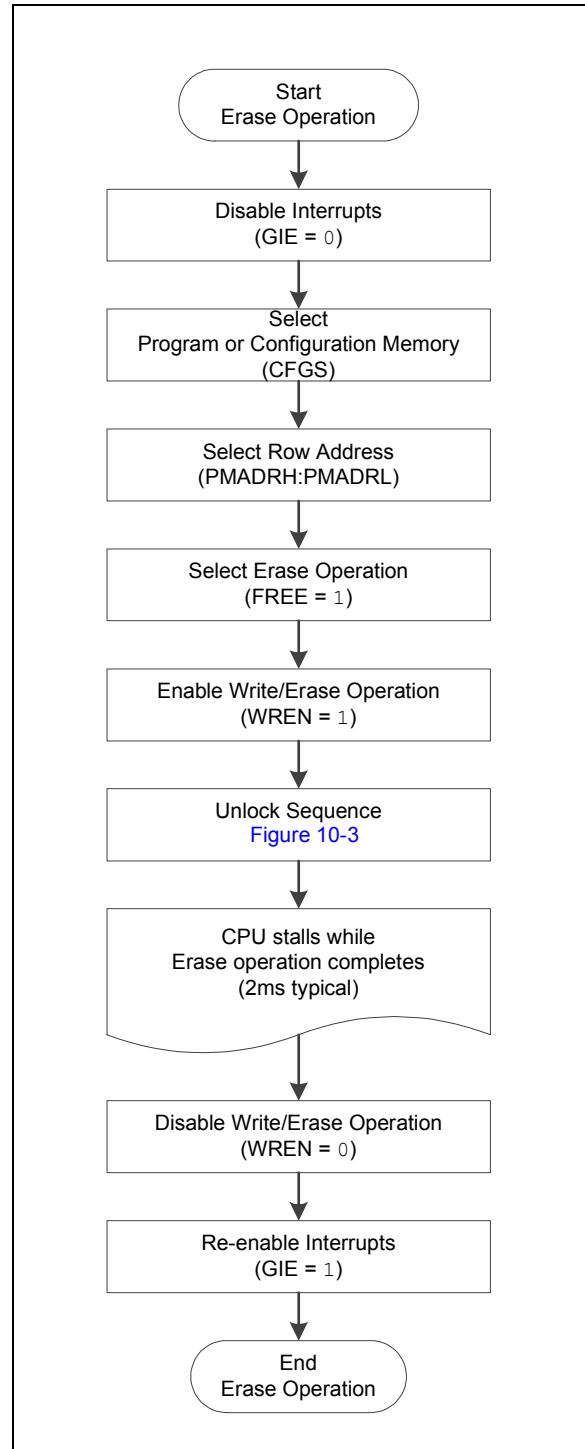 Start
Erase Operation
Disable Interrupts
(GIE = 0)
Select
Program or Configuration Memory
(CFGS)
Select Row Address
(PMADRH:PMADRL)
Select Erase Operation
(FREE = 1)
Enable Write/Erase Operation
(WREN = 1)
Unlock Sequence
Figure 10-3
CPU stalls while
Erase operation completes
(2ms typical)
Disable Write/Erase Operation
(WREN = 0)
Re-enable Interrupts
(GIE = 1)
End
Erase Operation